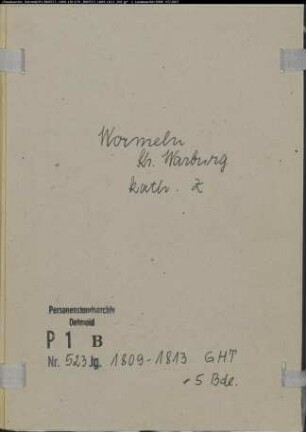 Wormeln
Kr. Warburg
kath. K
Personenstandsarchiv
Detmold
P 1 B
Nr. 523 Jg. 1809-1813 GHT
5 Bde.